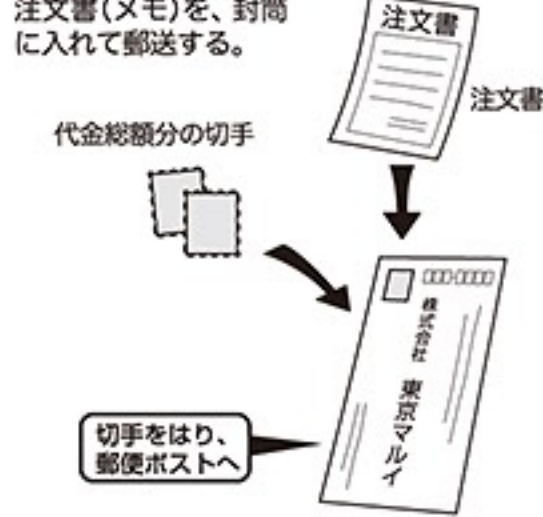 注文書(メモ)を、封筒
に入れて郵送する。
注文書
注文書
代金総額分の切手
株式会社 東京マルイ
切手をはり、
郵便ポストへ